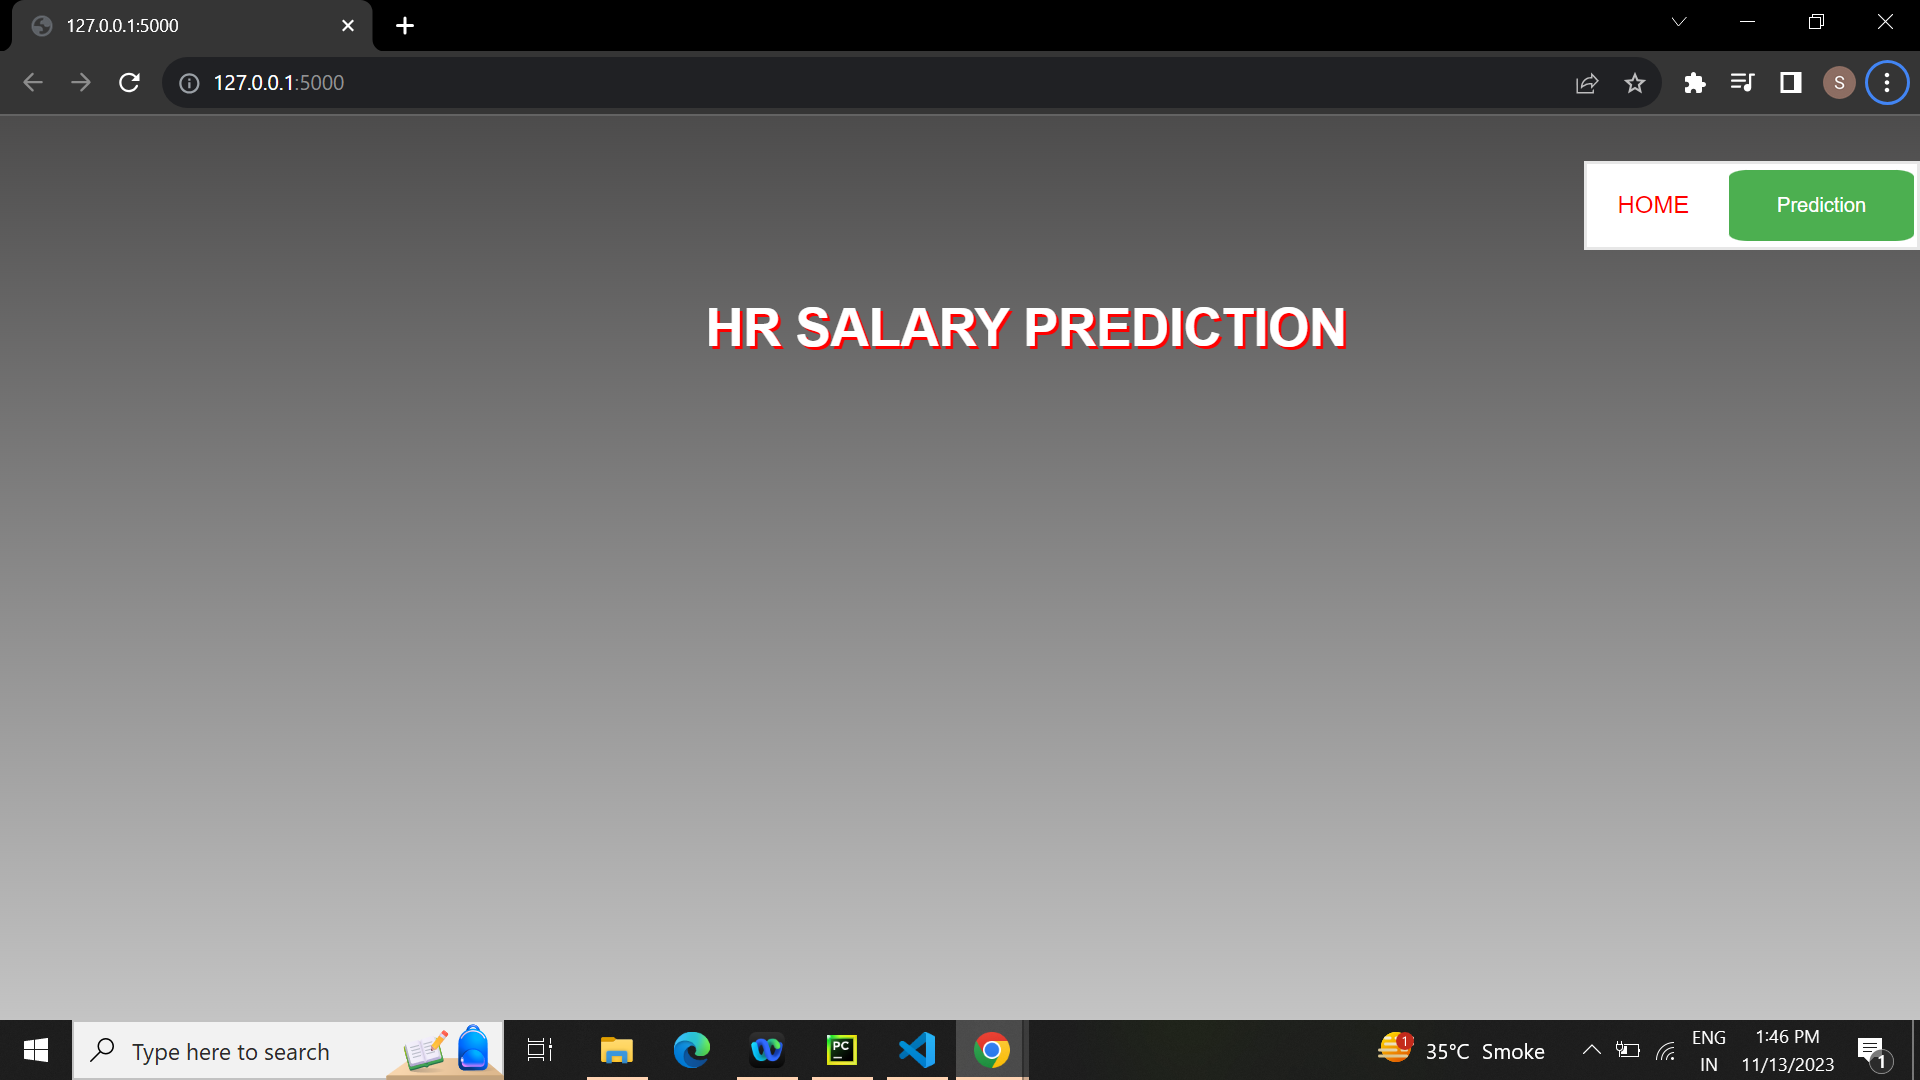 127.0.0.1:5000
127.0.0.1:5000
S
HOME
Prediction
HR SALARY PREDICTION
Type here to search
PC
1
35°C Smoke
ENG
IN
1:46 PM
11/13/2023
1